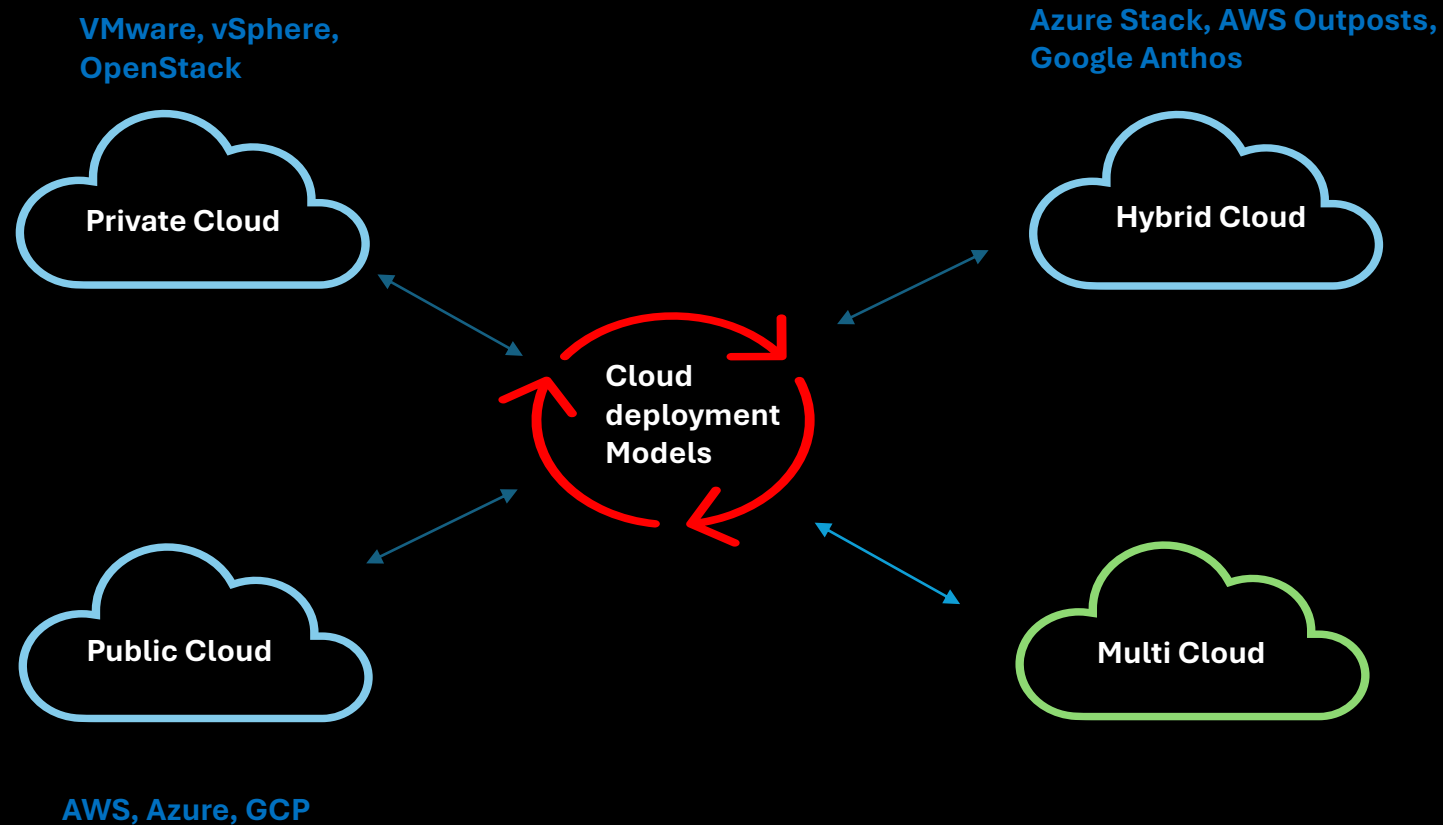 VMware, vSphere,
OpenStack
Azure Stack, AWS Outposts,
Google Anthos
Private Cloud
Hybrid Cloud
Cloud
deployment
Models
Public Cloud
Multi Cloud
AWS, Azure, GCP